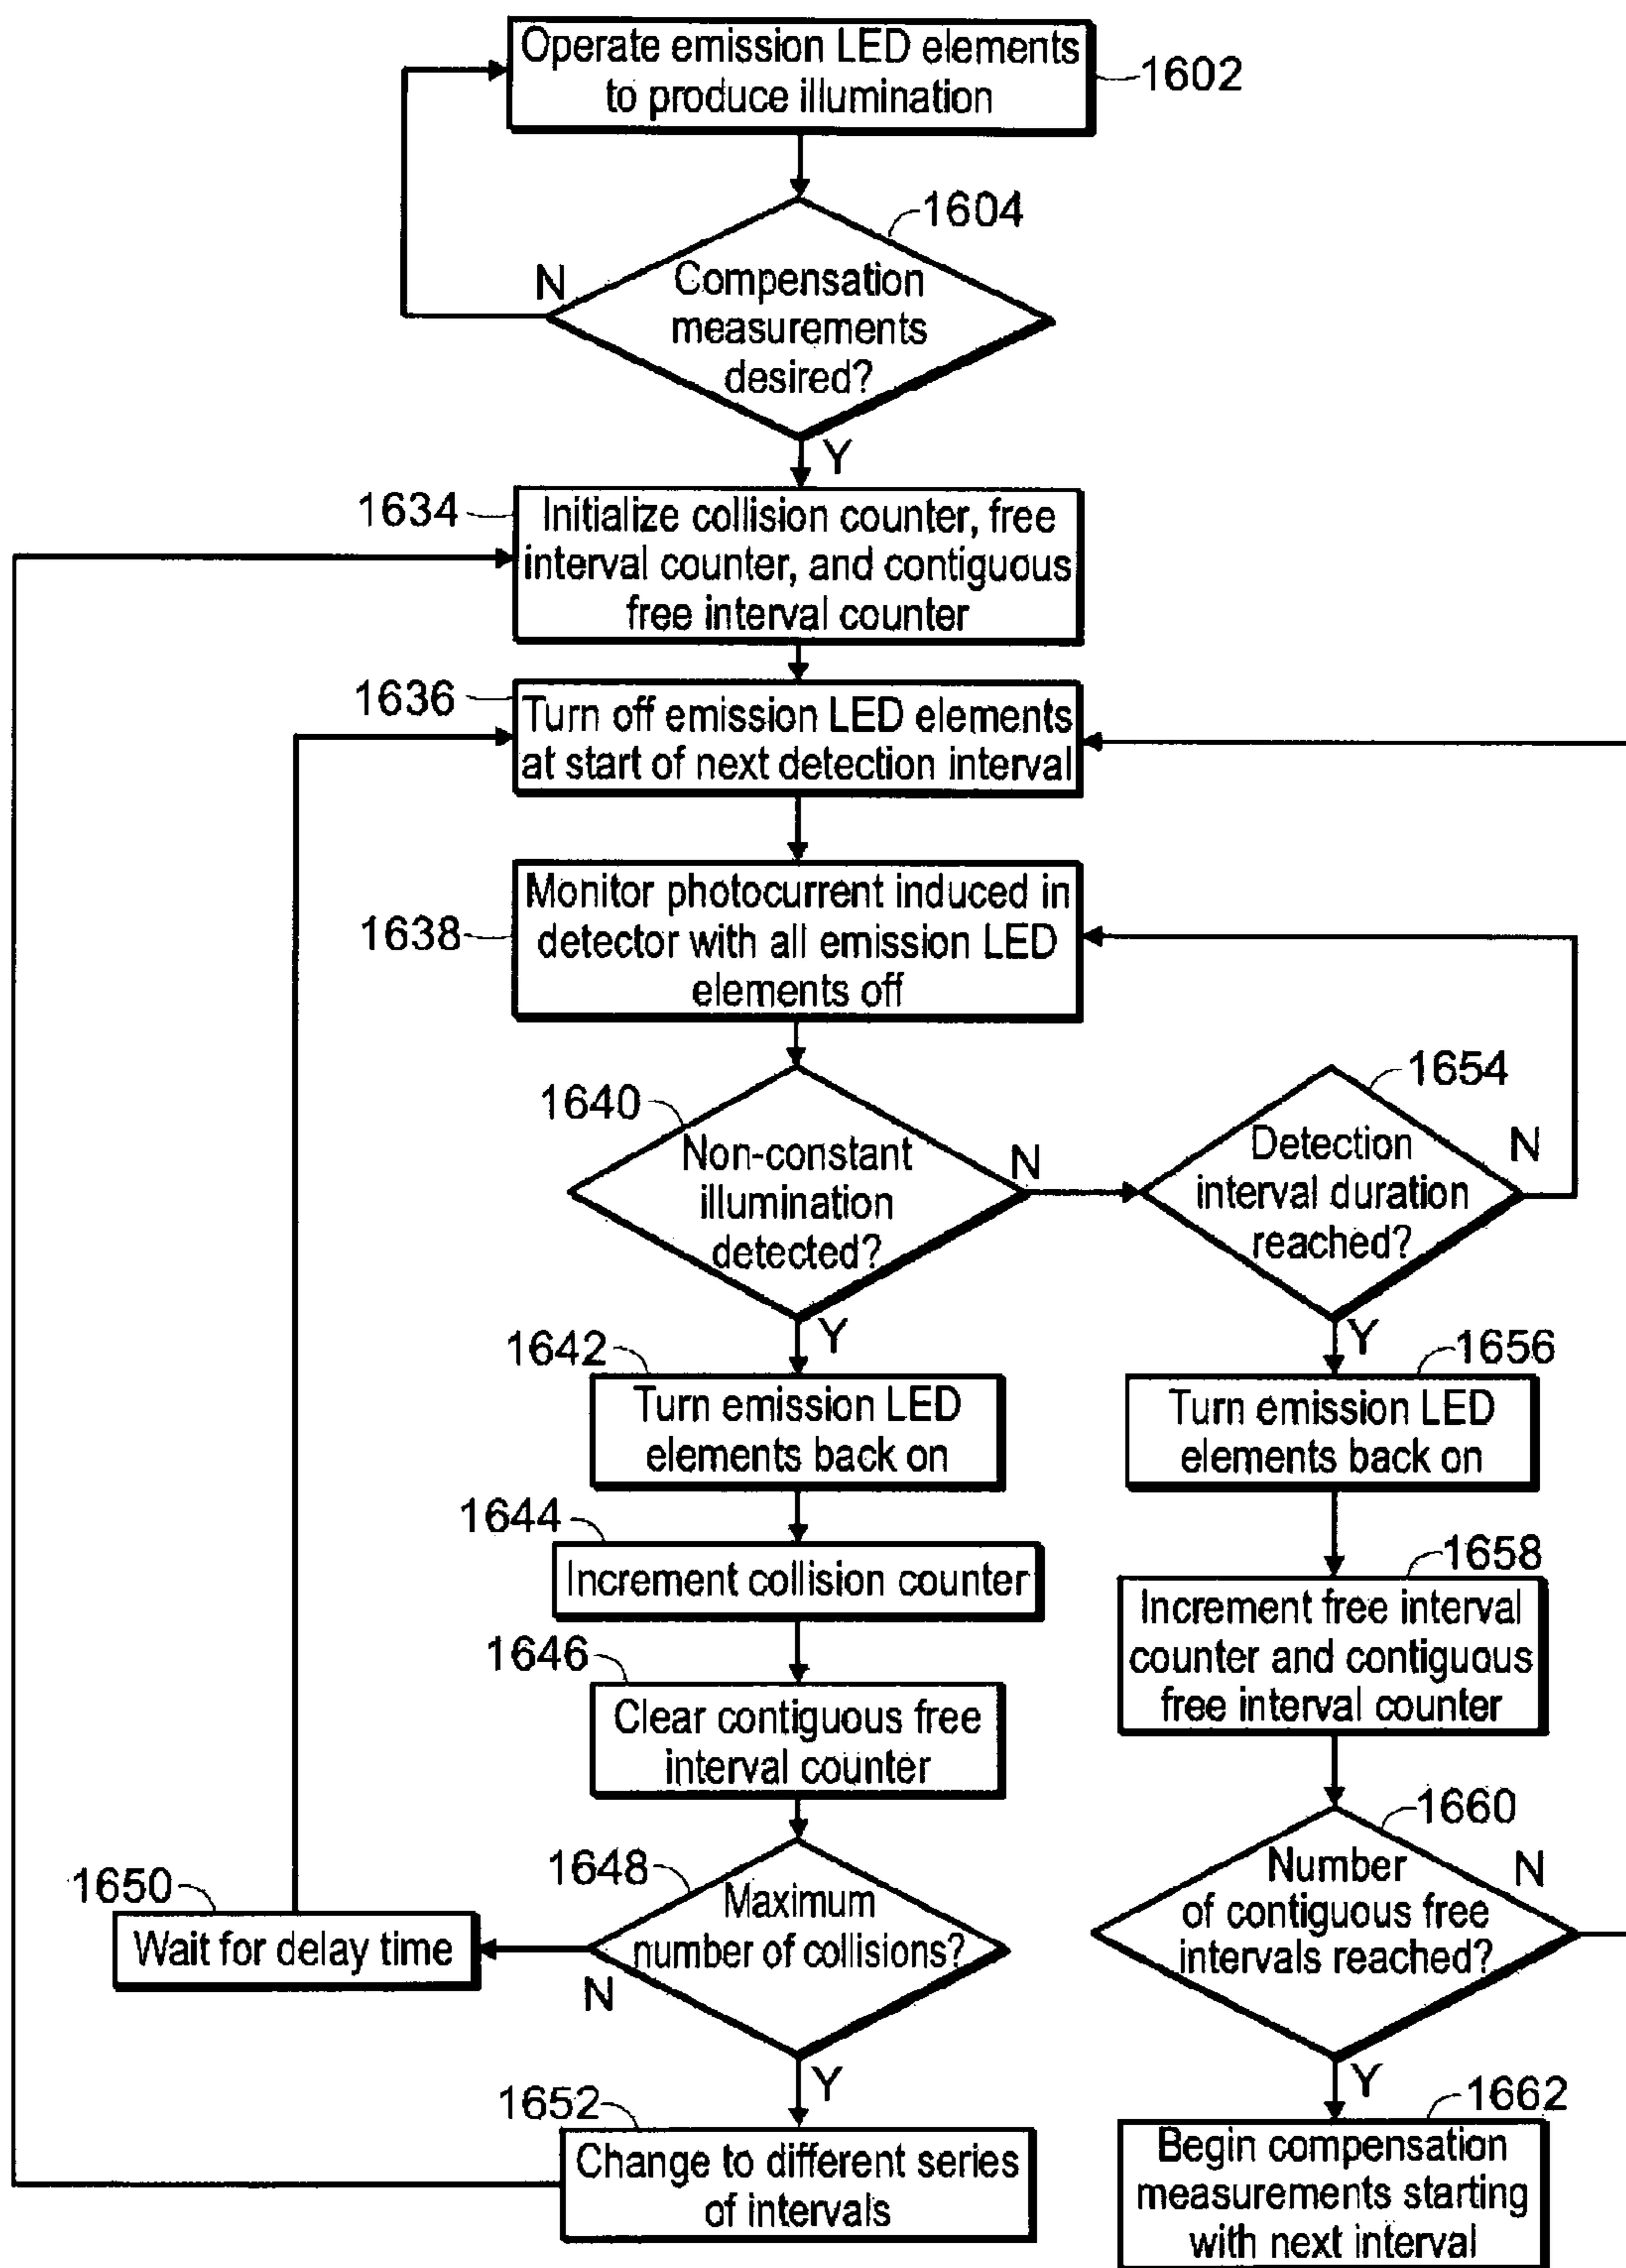 Operate emission LED elements
to produce illumination
1602
1604
Compensation
measurements
desired?
N
Y
1634
Initialize collision counter, free
interval counter, and contiguous
free interval counter
1636
Turn off emission LED elements
at start of next detection interval
1638
Monitor photocurrent induced in
detector with all emission LED
elements off
1640
Non-constant
illumination
detected?
N
Y
1654
Detection
interval duration
reached?
N
Y
1642
Turn emission LED
elements back on
1656
Turn emission LED
elements back on
1644
Increment collision counter
1658
Increment free interval
counter and contiguous
free interval counter
1646
Clear contiguous free
interval counter
1648
Maximum
number of collisions?
N
Y
1650
Wait for delay time
1660
Number
of contiguous free
intervals reached?
N
Y
1652
Change to different series
of intervals
1662
Begin compensation
measurements starting
with next interval